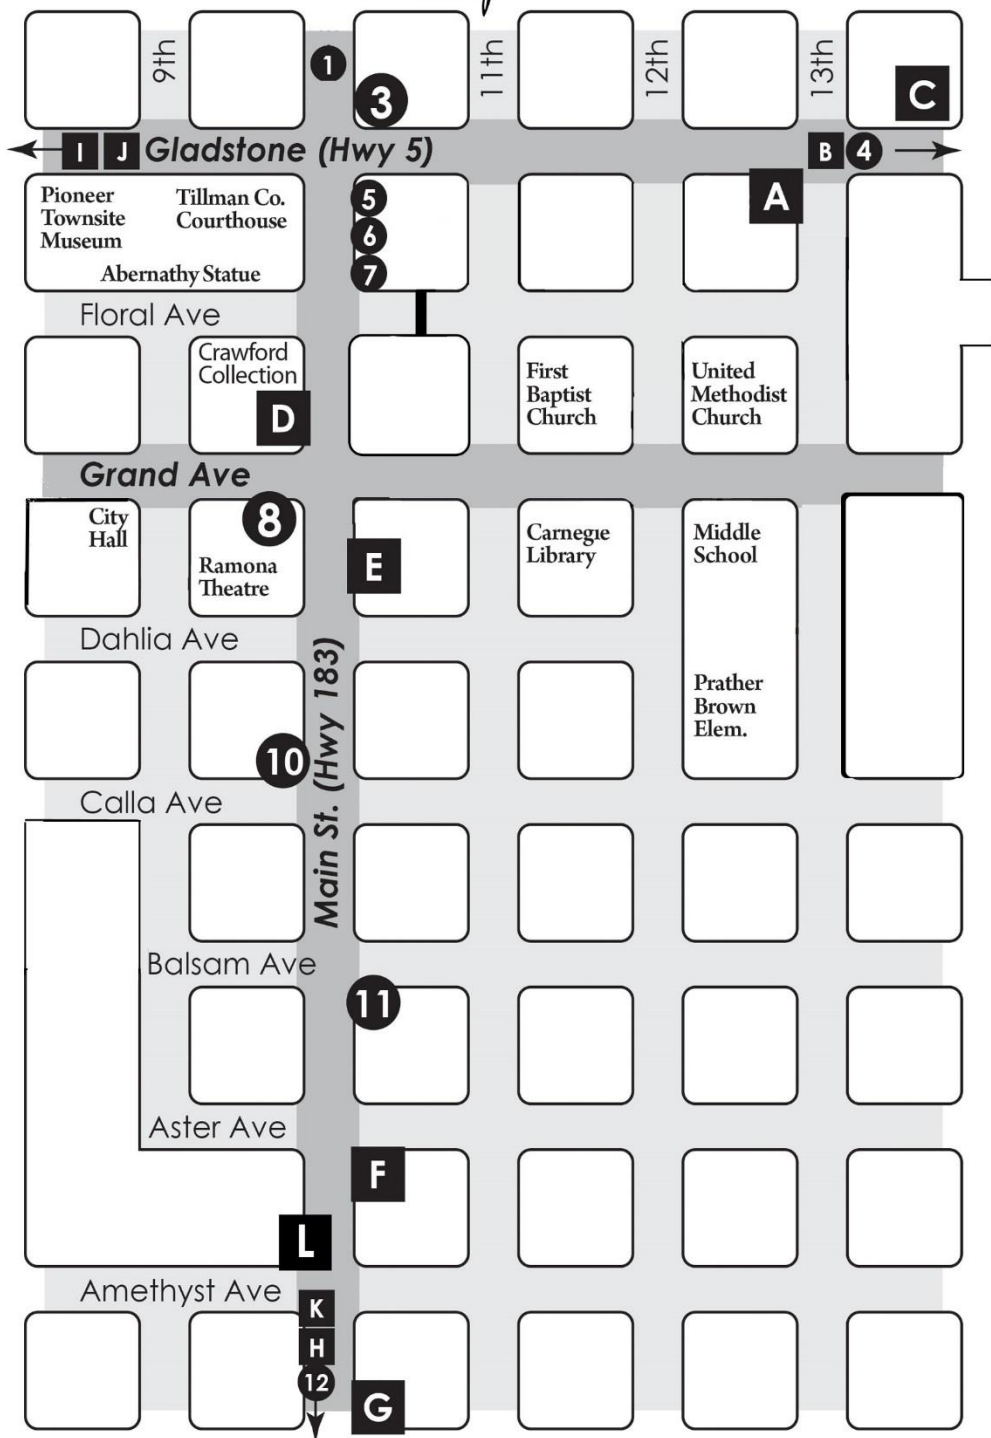 9th
1
3
11th
12th
13th
C
I J Gladstone (Hwy 5)
B 4
Pioneer
Townsite
Museum
Tillman Co.
Courthouse
Abernathy Statue
5
6
7
A
Floral Ave
Crawford
Collection
D
First
Baptist
Church
United
Methodist
Church
Grand Ave
City
Hall
8
Ramona
Theatre
E
Carnegie
Library
Middle
School
Dahlia Ave
Prather
Brown
Elem.
10
Main St. (Hwy 183)
Calla Ave
Balsam Ave
11
Aster Ave
F
L
Amethyst Ave
K
H
12
G